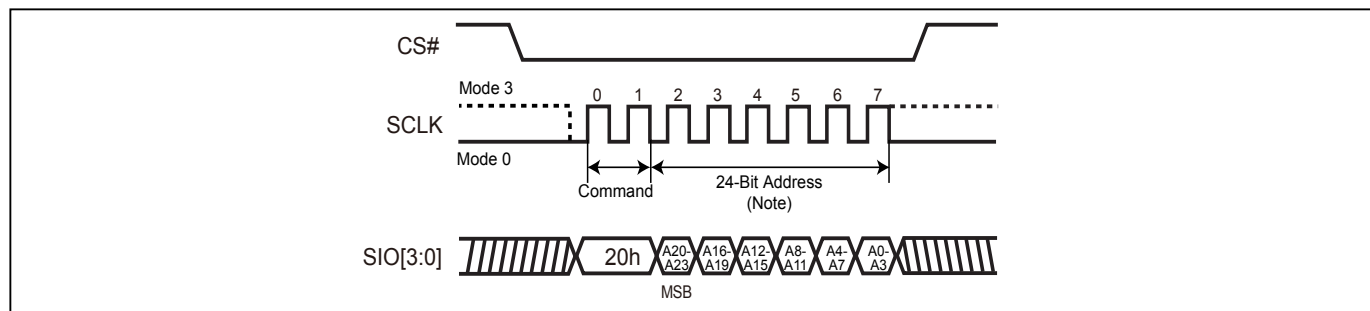 CS#
Mode 3
0 1 2 3 4 5 6 7
SCLK
Mode 0
Command
24-Bit Address
(Note)
SIO[3:0]
20h
A20-
A23
A16-
A19
A12-
A15
A8-
A11
A4-
A7
A0-
A3
MSB